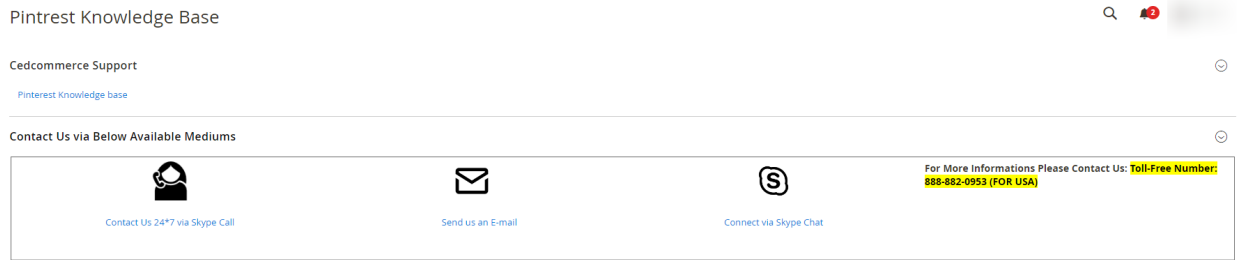 Pintrest Knowledge Base
2
Cedcommerce Support
Pinterest Knowledge base
Contact Us via Below Available Mediums
Contact Us 24*7 via Skype Call
Send us an E-mail
Connect via Skype Chat
For More Informations Please Contact Us: Toll-Free Number:
888-882-0953 (FOR USA)